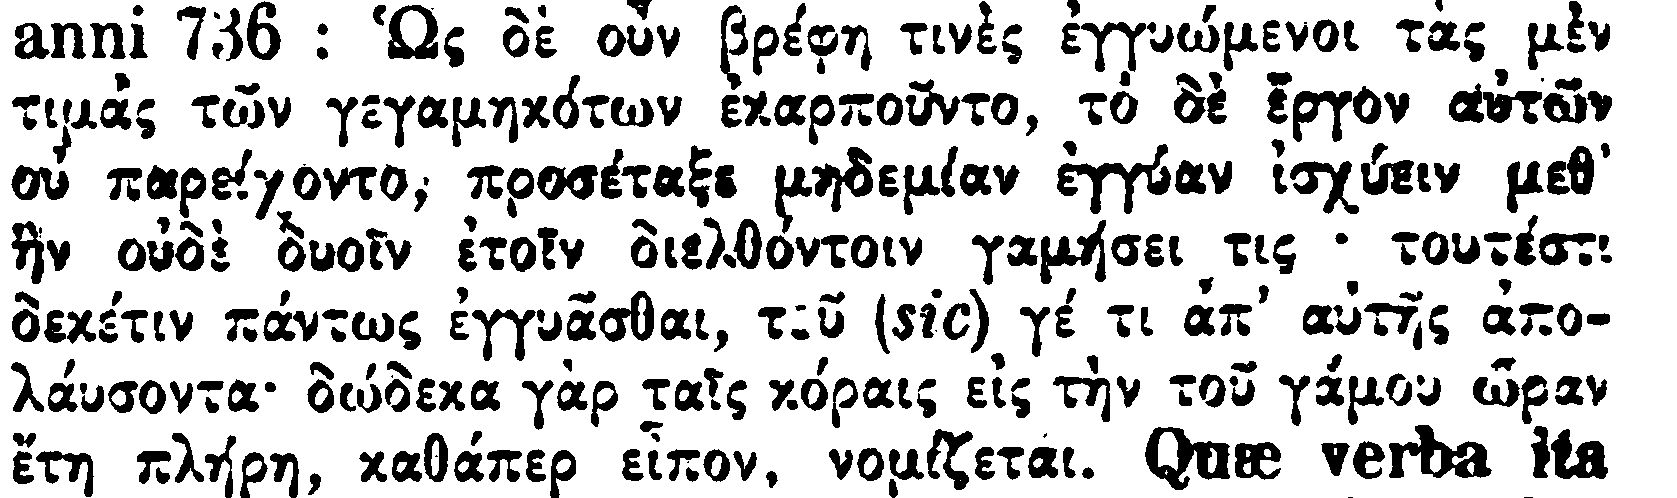 anni 736 : Ὡς δὲ οὖν βρέφη τινὲς ἐγγυώμενοι τὰς μὲν
τιμὰς τῶν γεγαμηκότων ἐκαρποῦντο, τὸ δὲ ἔργον αὐτῶν
οὐ παρείχοντο, προσέταξε μηδεμίαν ἐγγύαν ἰσχύειν μεθ'
ἣν οὐδὲ δυοῖν ἐτοῖν διελθόντοιν γαμήσει τις · τουτέστι
δεκέτιν πάντως ἐγγυᾶσθαι, τοῦ (sic) γέ τι ἀπ' αὐτῆς ἀπο-
λάυσοντα· δώδεκα γὰρ ταῖς κόραις εἰς τὴν τοῦ γάμου ὥραν
ἔτη πλήρη, καθάπερ εἶπον, νομίζεται. Quæ verba ita